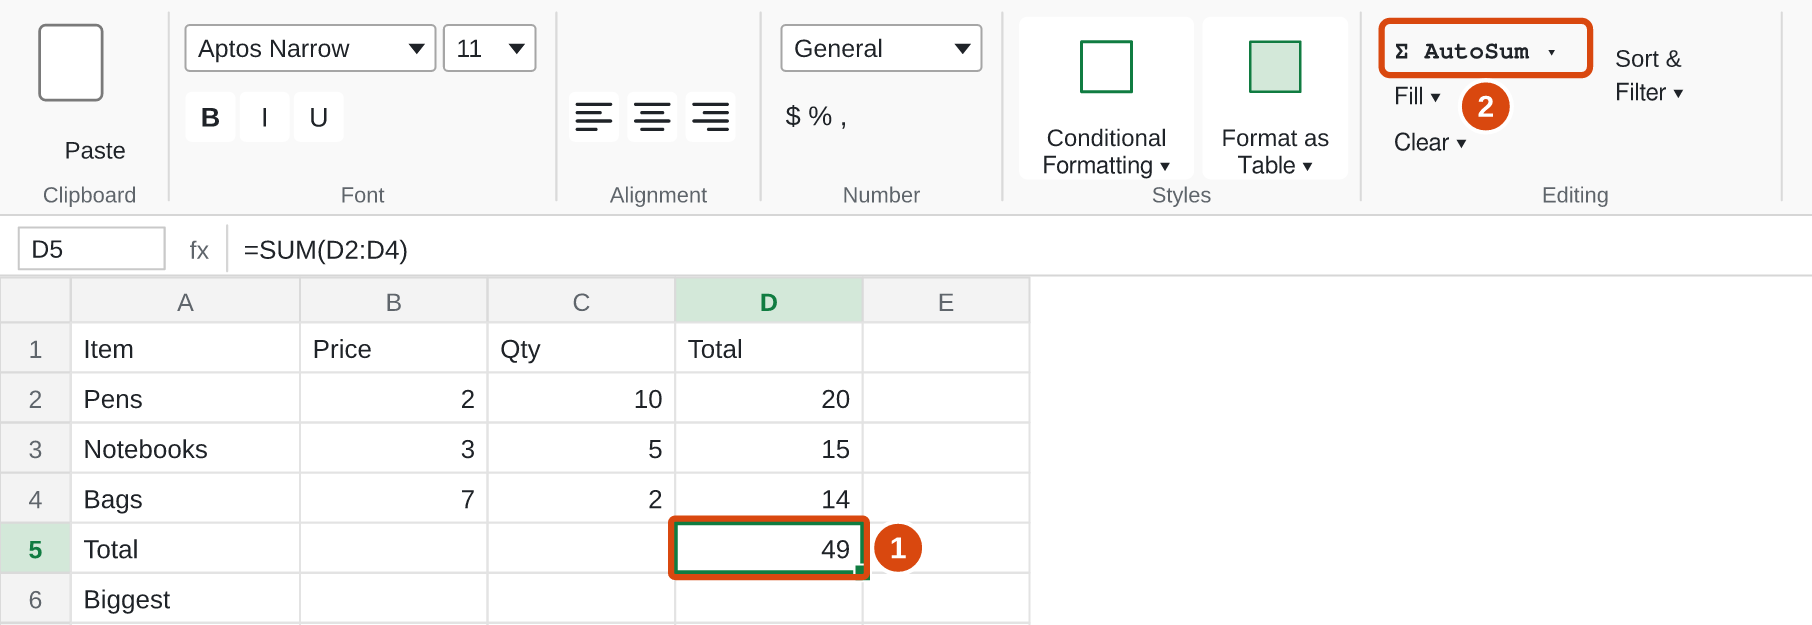 Paste
Clipboard
Aptos Narrow ▼ 11 ▼
B I U
Font
Alignment
General ▼
$ % ,
Number
Conditional
Formatting ▾
Format as
Table ▾
Styles
Σ AutoSum ▾
Fill ▾
2
Clear ▾
Sort &
Filter ▾
Editing
D5 fx =SUM(D2:D4)
A B C D E
1 Item Price Qty Total
2 Pens 2 10 20
3 Notebooks 3 5 15
4 Bags 7 2 14
5 Total 49 1
6 Biggest